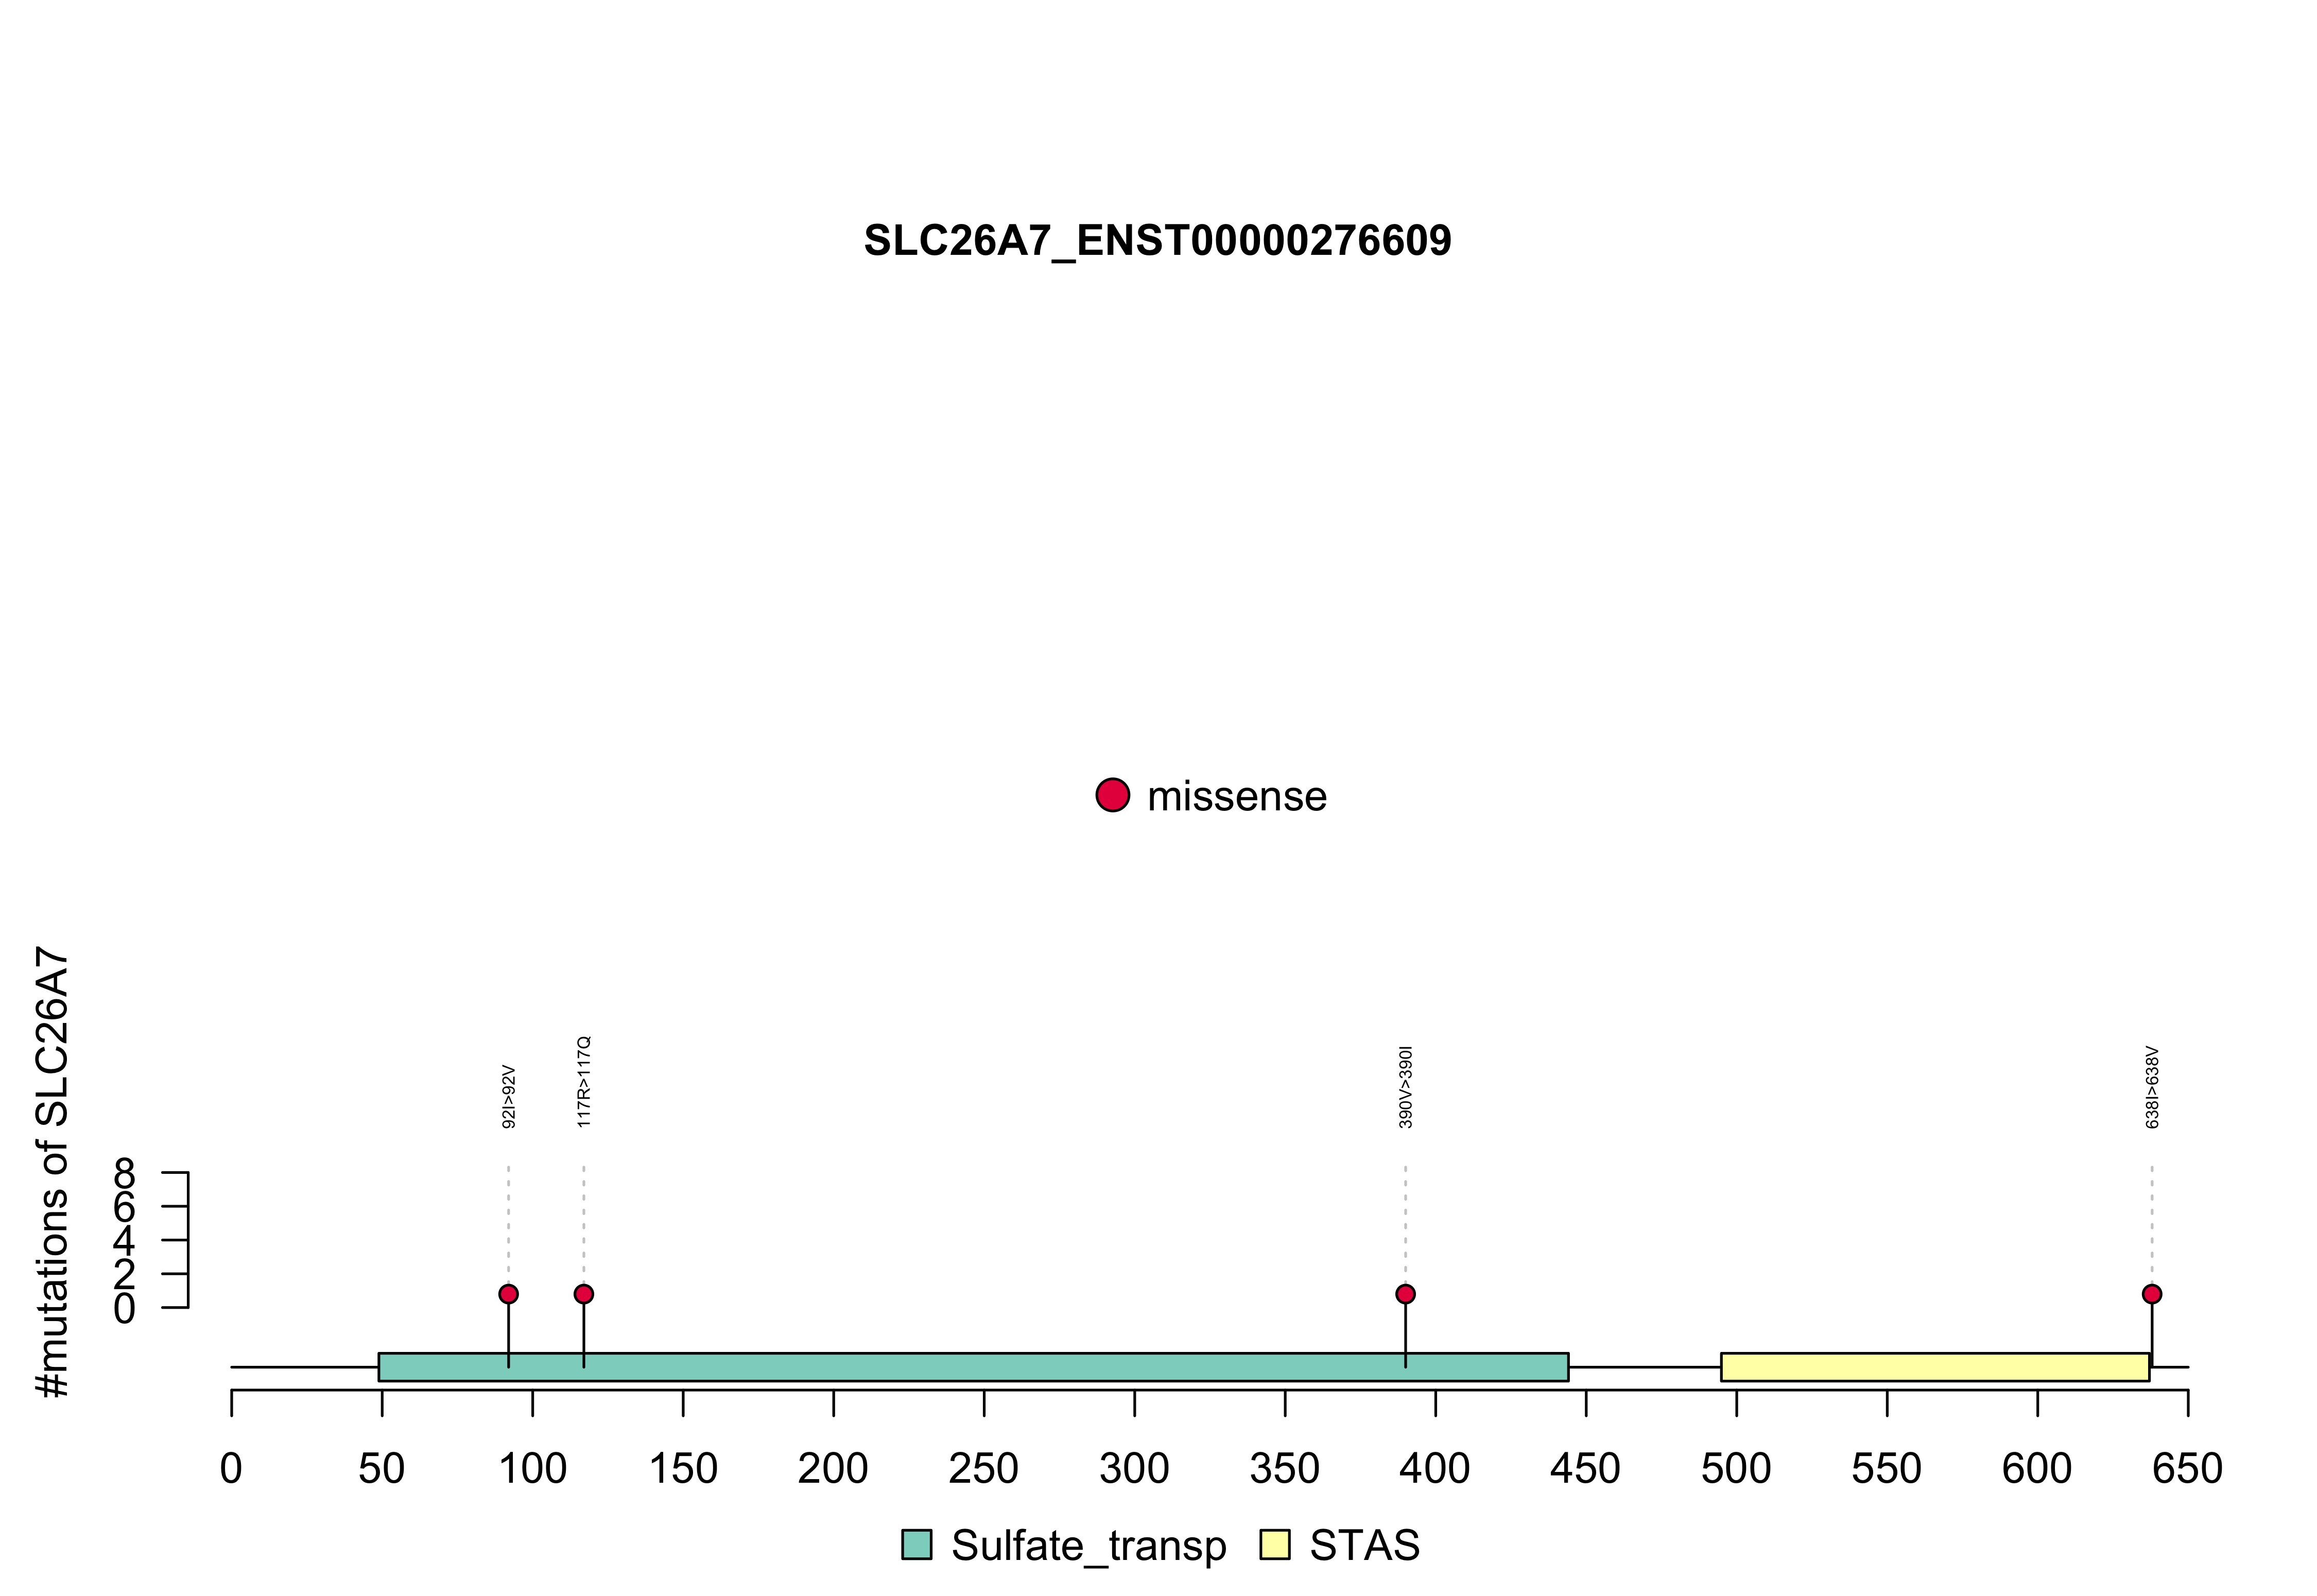 SLC26A7_ENST00000276609
missense
#mutations of SLC26A7
92I>92V
117R>117Q
390V>390I
638I>638V
8
6
4
2
0
0 50 100 150 200 250 300 350 400 450 500 550 600 650
Sulfate_transp STAS